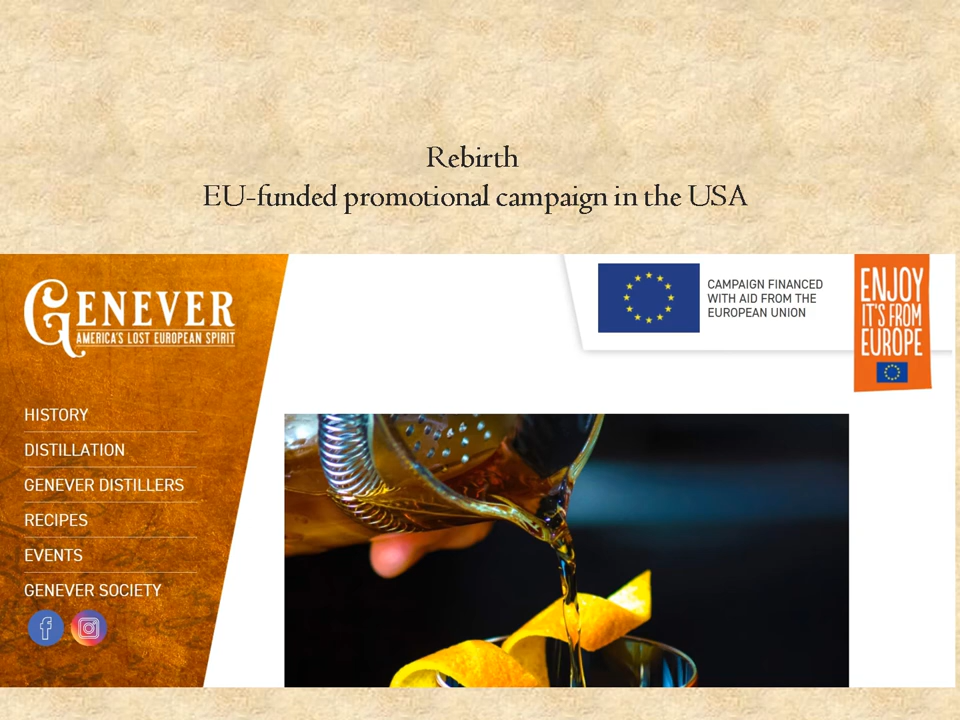 Rebirth
EU-funded promotional campaign in the USA
GENEVER
AMERICA'S LOST EUROPEAN SPIRIT
HISTORY
DISTILLATION
GENEVER DISTILLERS
RECIPES
EVENTS
GENEVER SOCIETY
CAMPAIGN FINANCED
WITH AID FROM THE
EUROPEAN UNION
ENJOY
IT'S FROM
EUROPE